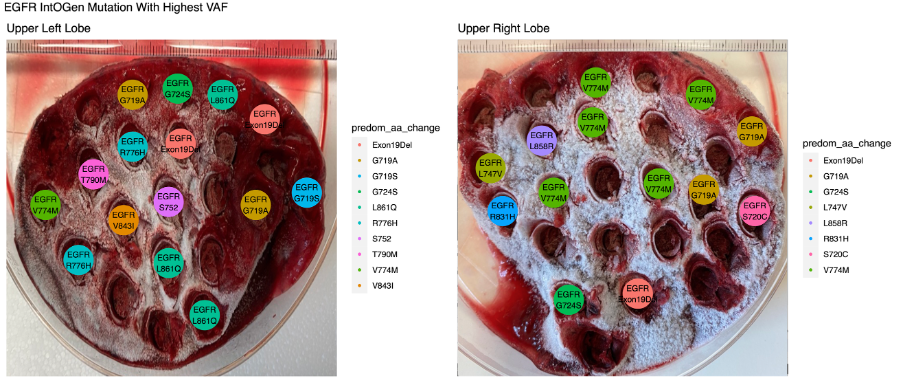 EGFR IntOGen Mutation With Highest VAF
Upper Left Lobe
EGFR
G719A
EGFR
G724S
EGFR
L861Q
EGFR
Exon19Del
EGFR
R776H
EGFR
Exon19Del
EGFR
T790M
EGFR
V774M
EGFR
V843I
EGFR
S752
EGFR
G719A
EGFR
G719S
EGFR
R776H
EGFR
L861Q
EGFR
L861Q
predom_aa_change
Exon19Del
G719A
G719S
G724S
L861Q
R776H
S752
T790M
V774M
V843I
Upper Right Lobe
EGFR
V774M
EGFR
V774M
EGFR
V774M
EGFR
G719A
EGFR
L858R
EGFR
L747V
EGFR
V774M
EGFR
V774M
EGFR
G719A
EGFR
R831H
EGFR
S720C
EGFR
G724S
EGFR
Exon19Del
predom_aa_change
Exon19Del
G719A
G724S
L747V
L858R
R831H
S720C
V774M